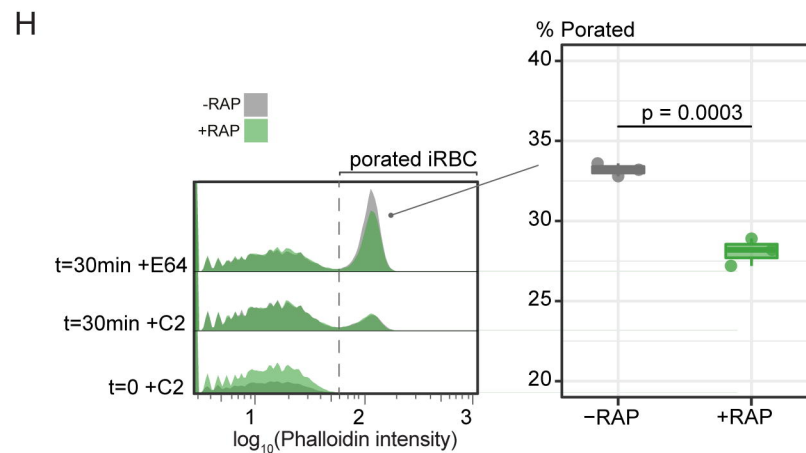 H
-RAP
+RAP
porated iRBC
t=30min +E64
t=30min +C2
t=0 +C2
1 2 3
log10(Phalloidin intensity)
% Porated
40
p = 0.0003
35
30
25
20
−RAP +RAP